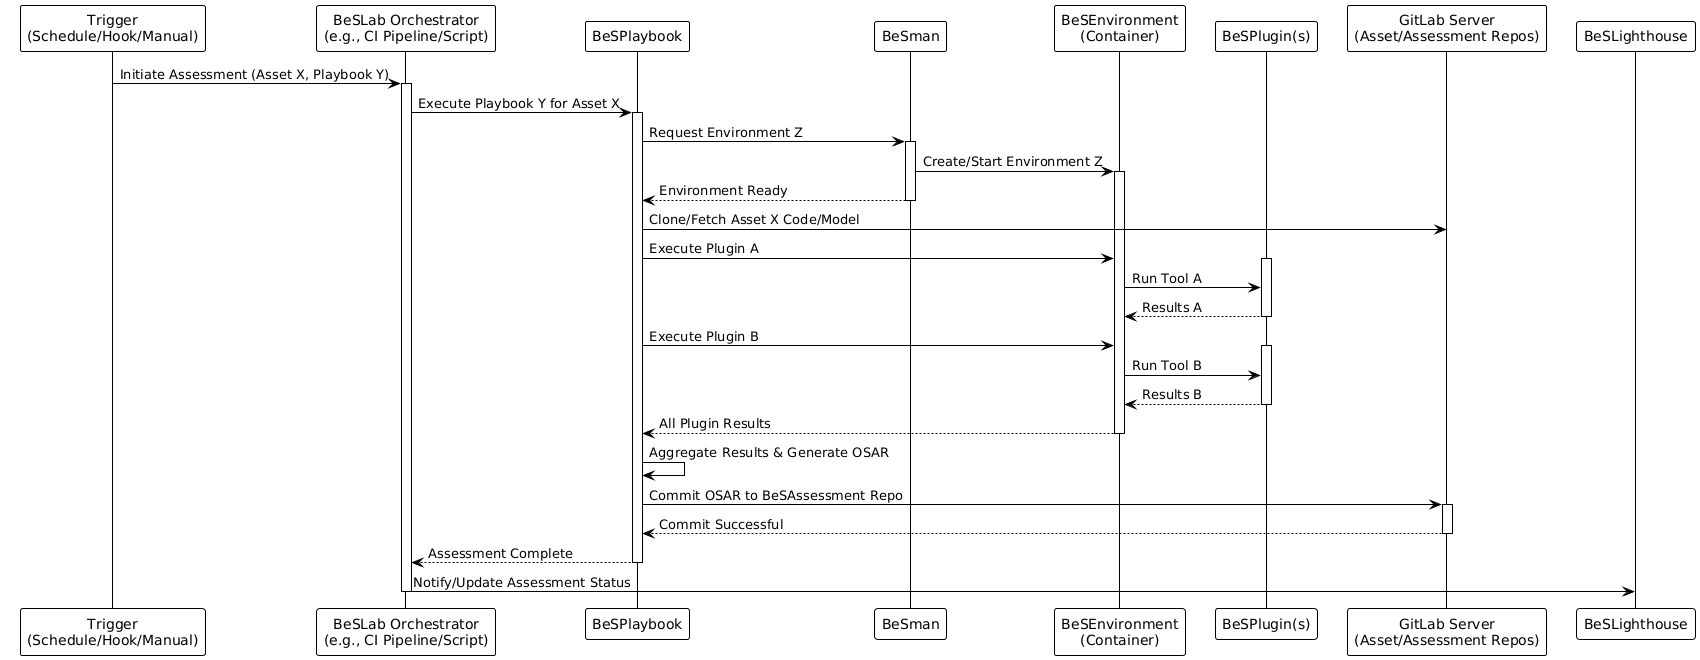 Trigger
(Schedule/Hook/Manual)
BeSLab Orchestrator
(e.g., CI Pipeline/Script)
BeSPlaybook
BeSman
BeSEnvironment
(Container)
BeSPlugin(s)
GitLab Server
(Asset/Assessment Repos)
BeSLighthouse
Initiate Assessment (Asset X, Playbook Y)
Execute Playbook Y for Asset X
Request Environment Z
Create/Start Environment Z
Environment Ready
Clone/Fetch Asset X Code/Model
Execute Plugin A
Run Tool A
Results A
Execute Plugin B
Run Tool B
Results B
All Plugin Results
Aggregate Results & Generate OSAR
Commit OSAR to BeSAssessment Repo
Commit Successful
Assessment Complete
Notify/Update Assessment Status
Trigger
(Schedule/Hook/Manual)
BeSLab Orchestrator
(e.g., CI Pipeline/Script)
BeSPlaybook
BeSman
BeSEnvironment
(Container)
BeSPlugin(s)
GitLab Server
(Asset/Assessment Repos)
BeSLighthouse